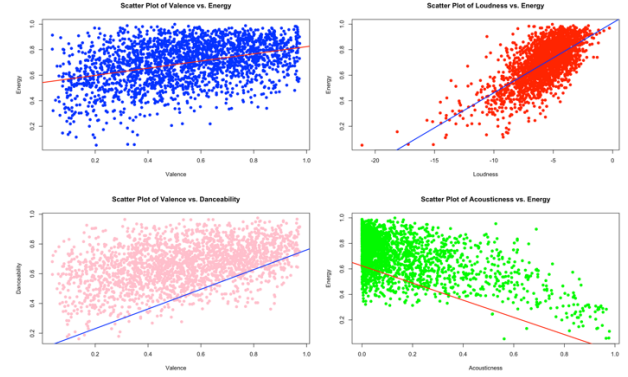 Scatter Plot of Valence vs. Energy
Energy
0.2 0.4 0.6 0.8 1.0
0.2 0.4 0.6 0.8 1.0
Valence
Scatter Plot of Loudness vs. Energy
Energy
0.2 0.4 0.6 0.8 1.0
-20 -15 -10 -5 0
Loudness
Scatter Plot of Valence vs. Danceability
Danceability
0.2 0.4 0.6 0.8 1.0
0.2 0.4 0.6 0.8 1.0
Valence
Scatter Plot of Acousticness vs. Energy
Energy
0.2 0.4 0.6 0.8 1.0
0.0 0.2 0.4 0.6 0.8 1.0
Acousticness